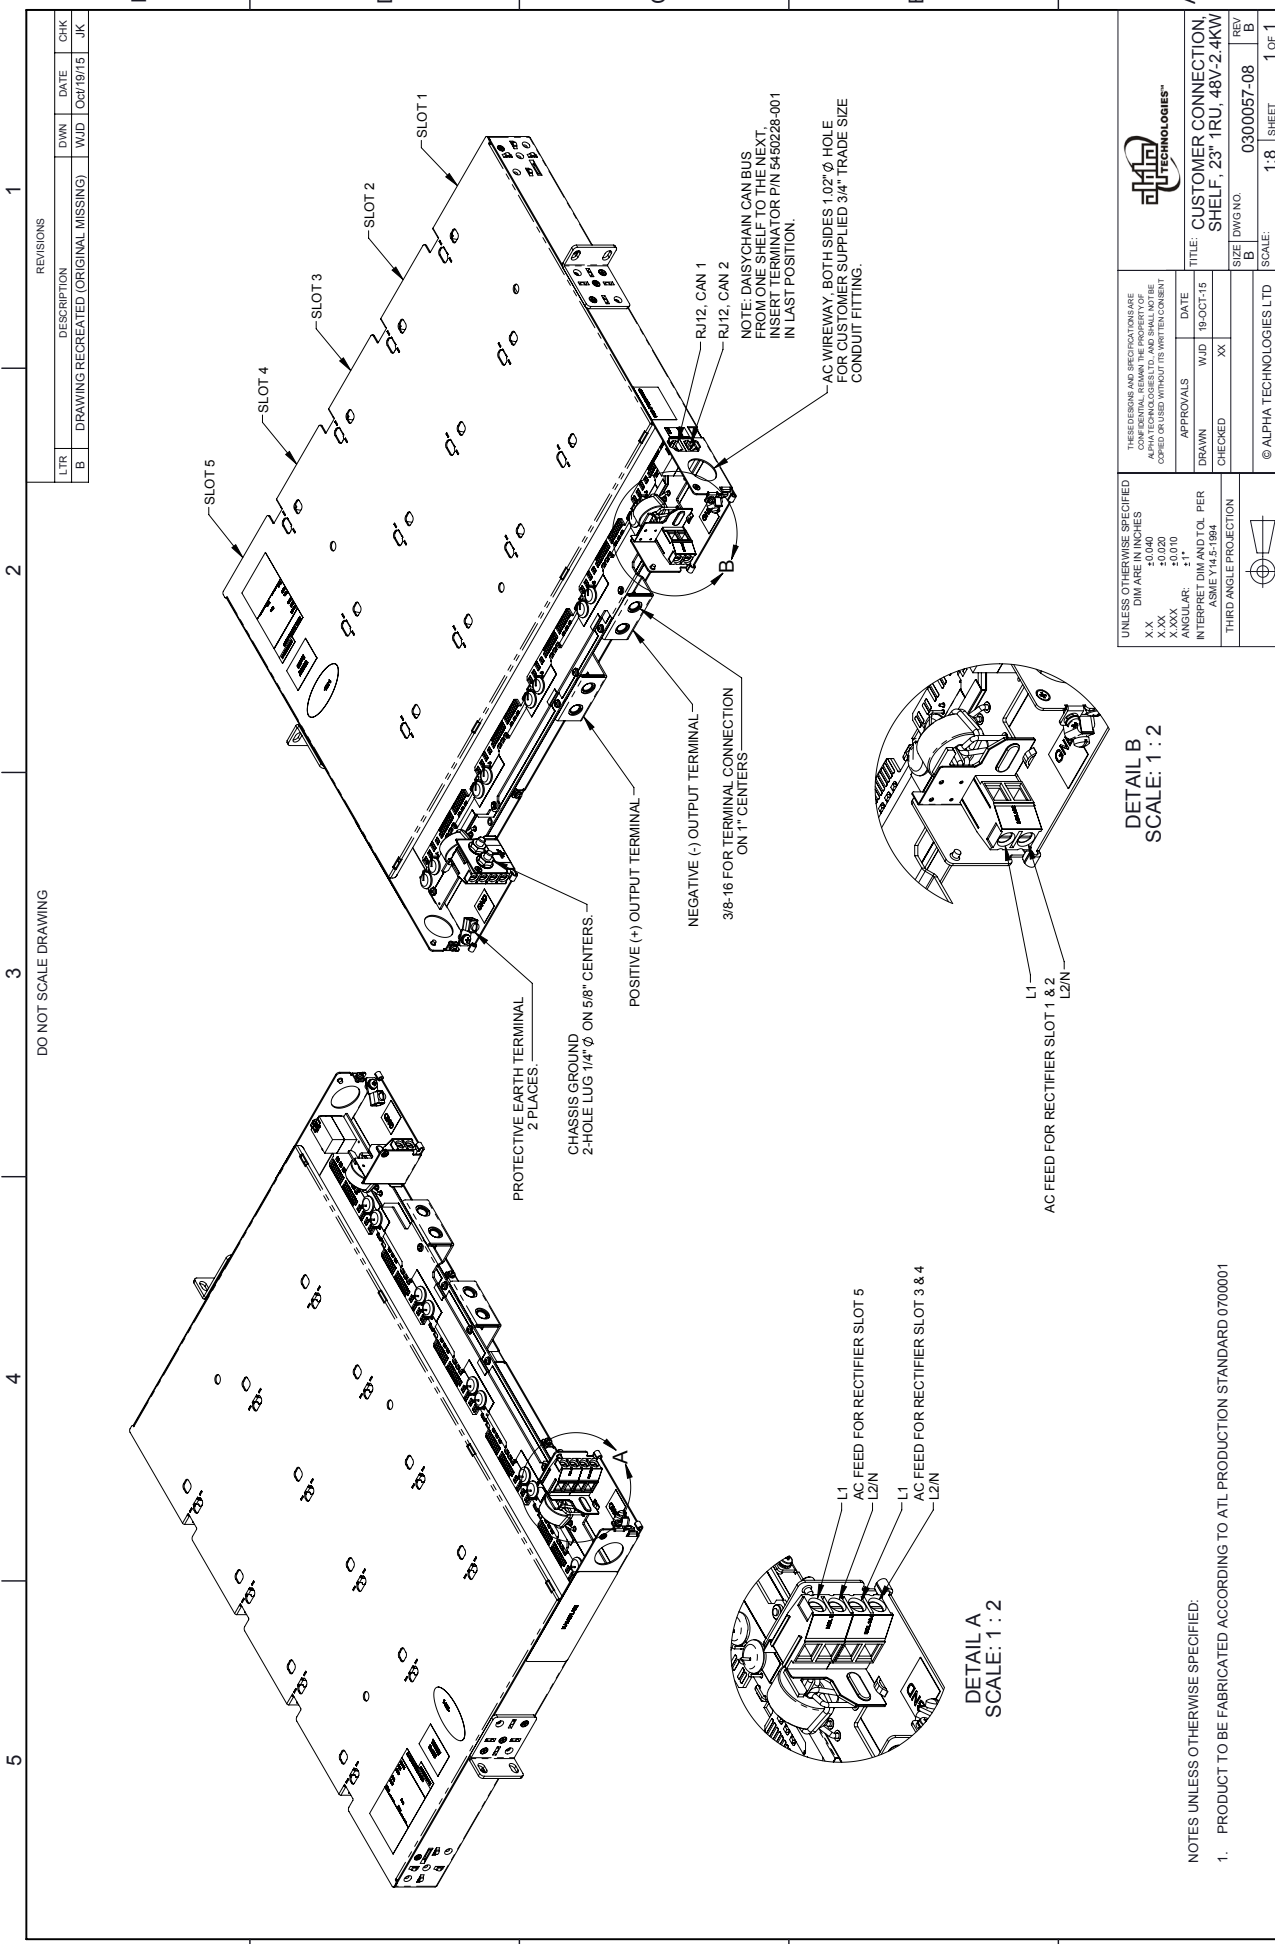 5
4
3
2
1
DO NOT SCALE DRAWING
REVISIONS
LTR DESCRIPTION DWN DATE CHK
B DRAWING RECREATED (ORIGINAL MISSING) WJD Oct/19/15 JK
SLOT 5
SLOT 4
SLOT 3
SLOT 2
SLOT 1
RJ12, CAN 1
RJ12, CAN 2
NOTE: DAISYCHAIN CAN BUS
FROM ONE SHELF TO THE NEXT,
INSERT TERMINATOR P/N 5450228-001
IN LAST POSITION.
AC WIREWAY, BOTH SIDES 1.02" Ø HOLE
FOR CUSTOMER SUPPLIED 3/4" TRADE SIZE
CONDUIT FITTING.
PROTECTIVE EARTH TERMINAL
2 PLACES.
CHASSIS GROUND
2-HOLE LUG 1/4" Ø ON 5/8" CENTERS.
POSITIVE (+) OUTPUT TERMINAL
NEGATIVE (-) OUTPUT TERMINAL
3/8-16 FOR TERMINAL CONNECTION
ON 1" CENTERS
A
B
GND
GND
GND
L1
AC FEED FOR RECTIFIER SLOT 5
L2/N
L1
AC FEED FOR RECTIFIER SLOT 3 & 4
L2/N
GND
DETAIL A
SCALE: 1 : 2
L1
AC FEED FOR RECTIFIER SLOT 1 & 2
L2/N
GND
DETAIL B
SCALE: 1 : 2
NOTES UNLESS OTHERWISE SPECIFIED:
1. PRODUCT TO BE FABRICATED ACCORDING TO ATL PRODUCTION STANDARD 0700001
UNLESS OTHERWISE SPECIFIED
DIM ARE IN INCHES
X.X ±0.040
X.XX ±0.020
X.XXX ±0.010
ANGULAR: ±1°
INTERPRET DIM AND TOL PER
ASME Y14.5-1994
THIRD ANGLE PROJECTION
THESE DESIGNS AND SPECIFICATIONS ARE
CONFIDENTIAL, REMAIN THE PROPERTY OF
ALPHA TECHNOLOGIES LTD., AND SHALL NOT BE
COPIED OR USED WITHOUT ITS WRITTEN CONSENT
APPROVALS DATE
DRAWN WJD 19-OCT-15
CHECKED XX
© ALPHA TECHNOLOGIES LTD
alpha
TECHNOLOGIES™
TITLE: CUSTOMER CONNECTION,
SHELF, 23" 1RU, 48V-2.4KW
SIZE B DWG NO. 0300057-08 REV B
SCALE: 1:8 SHEET 1 OF 1